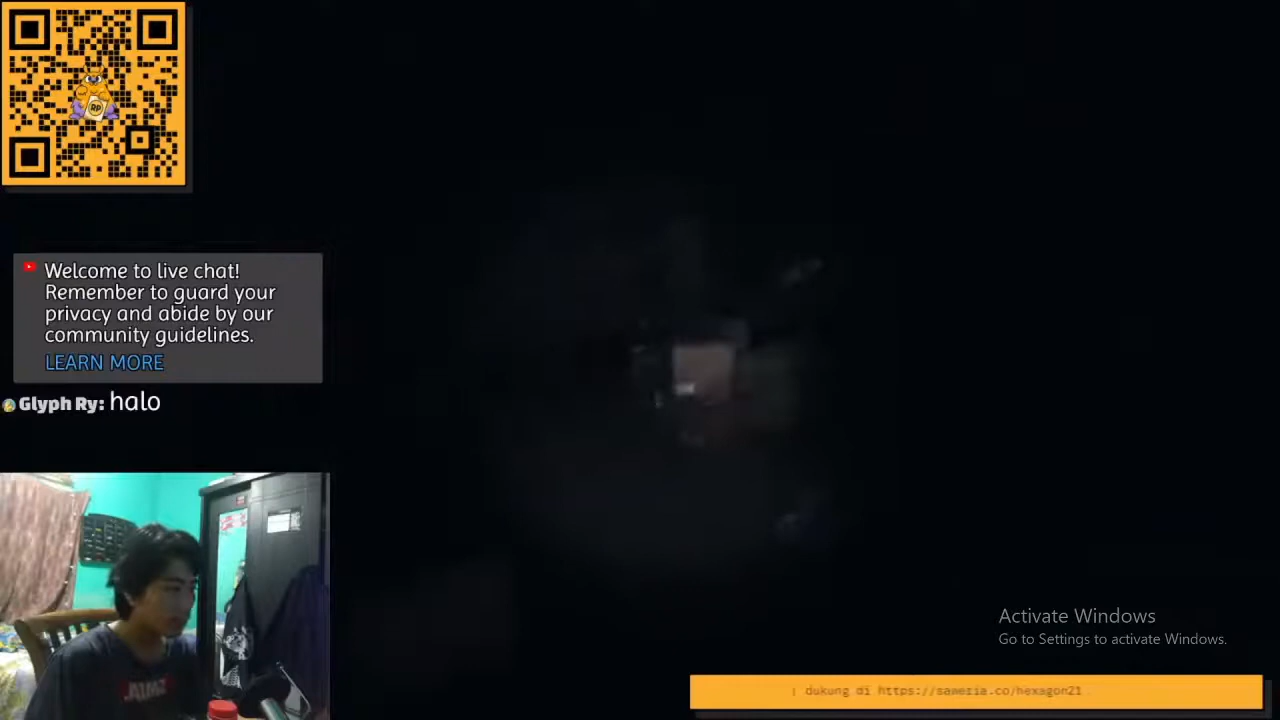 RP
Welcome to live chat!
Remember to guard your
privacy and abide by our
community guidelines.
LEARN MORE
Glyph Ry: halo
Activate Windows
Go to Settings to activate Windows.
dukung di https://saweria.co/hexagon21